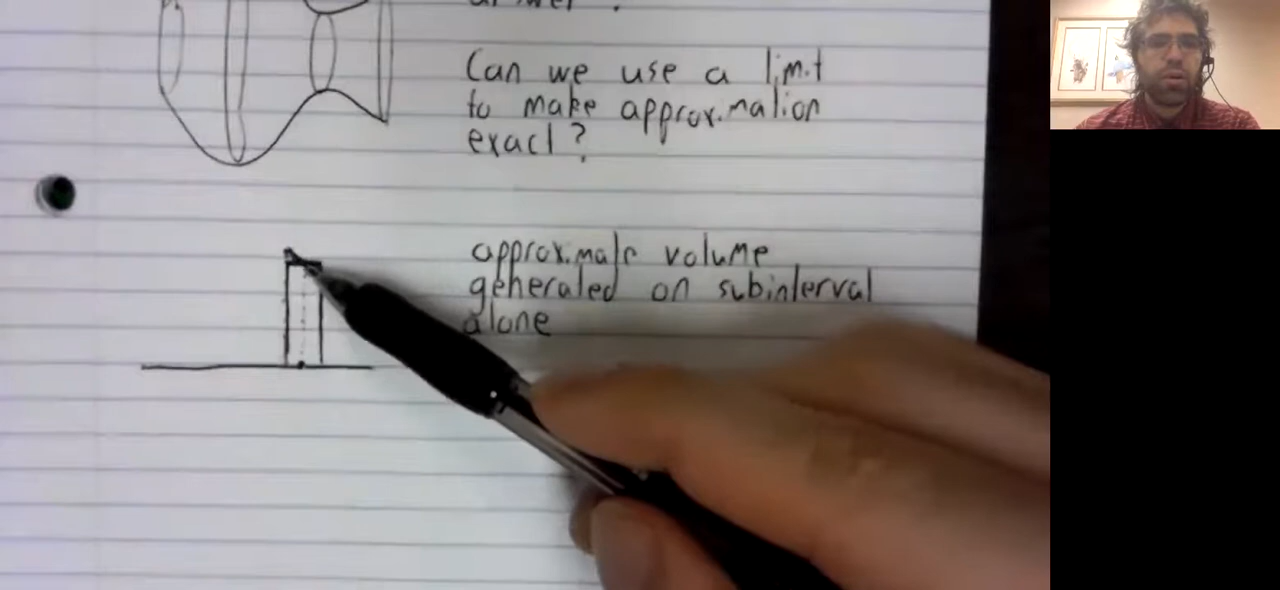 Can we use a limit
to make approximation
exact?
approximate volume
generated on subinterval
alone